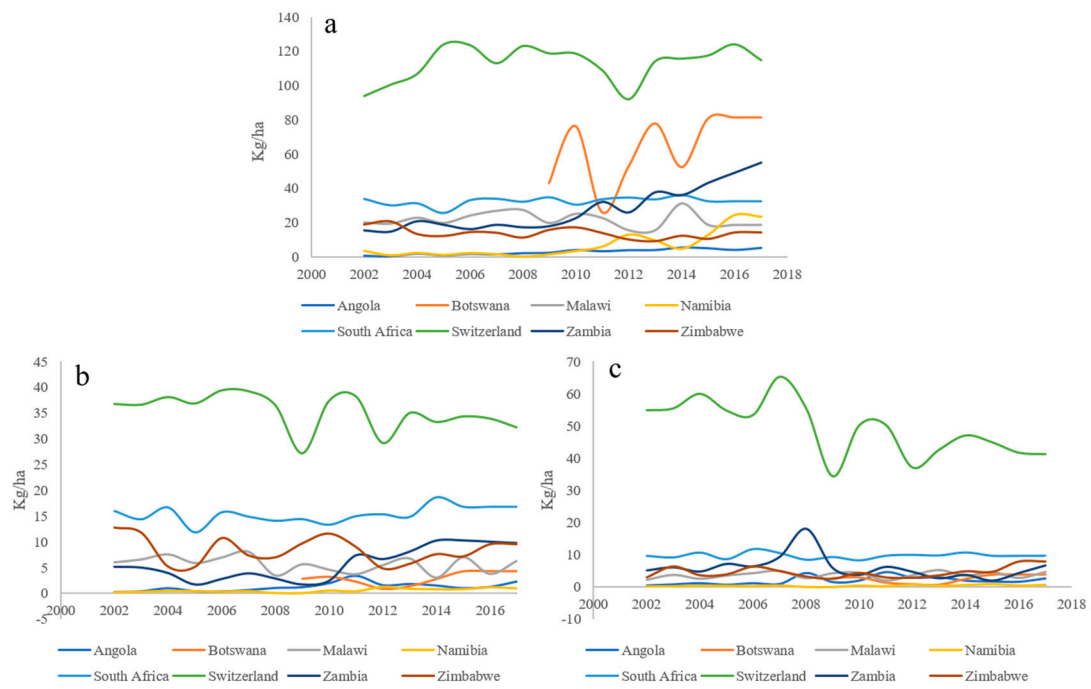 a
140
120
100
80
60
40
20
0
Kg/ha
2000 2002 2004 2006 2008 2010 2012 2014 2016 2018
Angola Botswana Malawi Namibia
South Africa Switzerland Zambia Zimbabwe
b
45
40
35
30
25
20
15
10
5
0
-5
Kg/ha
2000 2002 2004 2006 2008 2010 2012 2014 2016
Angola Botswana Malawi Namibia
South Africa Switzerland Zambia Zimbabwe
c
70
60
50
40
30
20
10
0
-10
Kg/ha
2000 2002 2004 2006 2008 2010 2012 2014 2016 2018
Angola Botswana Malawi Namibia
South Africa Switzerland Zambia Zimbabwe